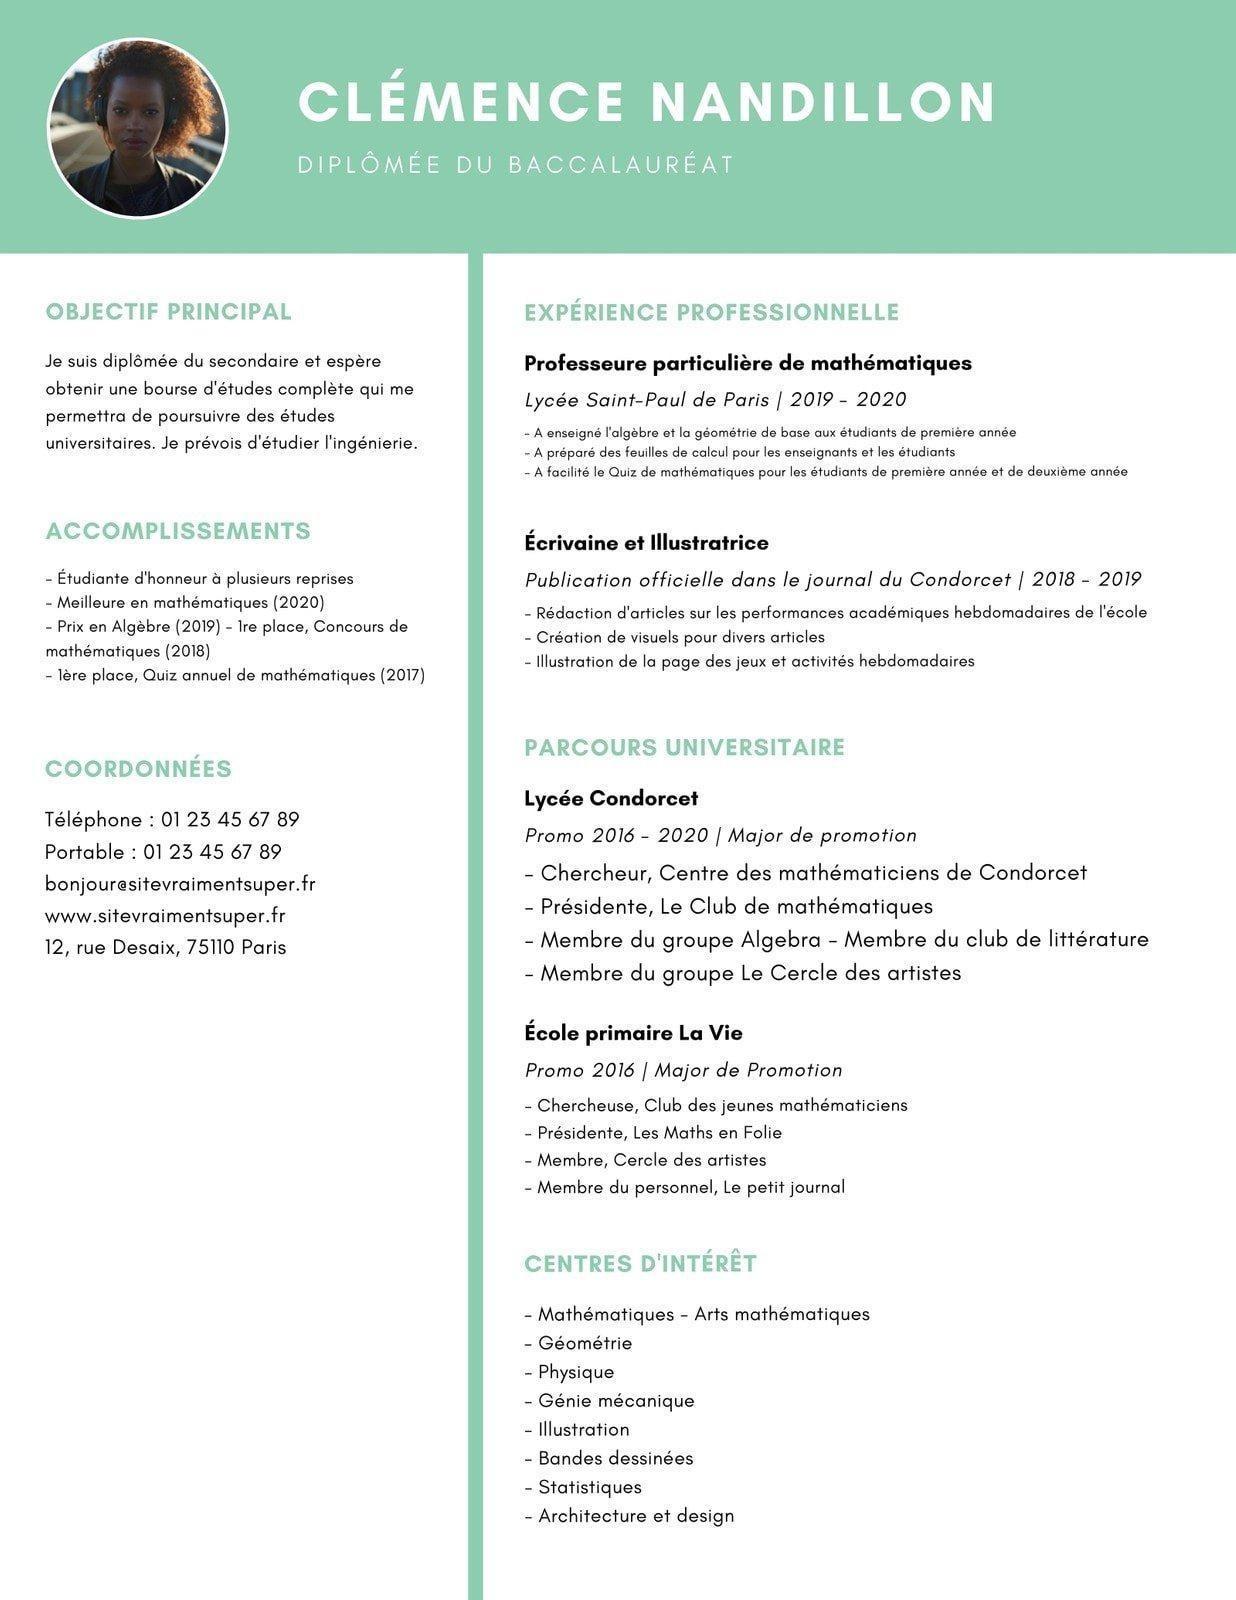 CLÉMENCE NANDILLON
DIPLÔMÉE DU BACCALAURÉAT
OBJECTIF PRINCIPAL
Je suis diplômée du secondaire et espère
obtenir une bourse d'études complète qui me
permettra de poursuivre des études
universitaires. Je prévois d'étudier l'ingénierie.
ACCOMPLISSEMENTS
- Étudiante d'honneur à plusieurs reprises
- Meilleure en mathématiques (2020)
- Prix en Algèbre (2019) - 1re place, Concours de
mathématiques (2018)
- 1ère place, Quiz annuel de mathématiques (2017)
COORDONNÉES
Téléphone : 01 23 45 67 89
Portable : 01 23 45 67 89
bonjour@sitevraimentsuper.fr
www.sitevraimentsuper.fr
12, rue Desaix, 75110 Paris
EXPÉRIENCE PROFESSIONNELLE
Professeure particulière de mathématiques
Lycée Saint-Paul de Paris | 2019 - 2020
- A enseigné l'algèbre et la géométrie de base aux étudiants de première année
- A préparé des feuilles de calcul pour les enseignants et les étudiants
- A facilité le Quiz de mathématiques pour les étudiants de première année et de deuxième année
Écrivaine et Illustratrice
Publication officielle dans le journal du Condorcet | 2018 - 2019
- Rédaction d'articles sur les performances académiques hebdomadaires de l'école
- Création de visuels pour divers articles
- Illustration de la page des jeux et activités hebdomadaires
PARCOURS UNIVERSITAIRE
Lycée Condorcet
Promo 2016 - 2020 | Major de promotion
- Chercheur, Centre des mathématiciens de Condorcet
- Présidente, Le Club de mathématiques
- Membre du groupe Algebra - Membre du club de littérature
- Membre du groupe Le Cercle des artistes
École primaire La Vie
Promo 2016 | Major de Promotion
- Chercheuse, Club des jeunes mathématiciens
- Présidente, Les Maths en Folie
- Membre, Cercle des artistes
- Membre du personnel, Le petit journal
CENTRES D'INTÉRÊT
- Mathématiques - Arts mathématiques
- Géométrie
- Physique
- Génie mécanique
- Illustration
- Bandes dessinées
- Statistiques
- Architecture et design